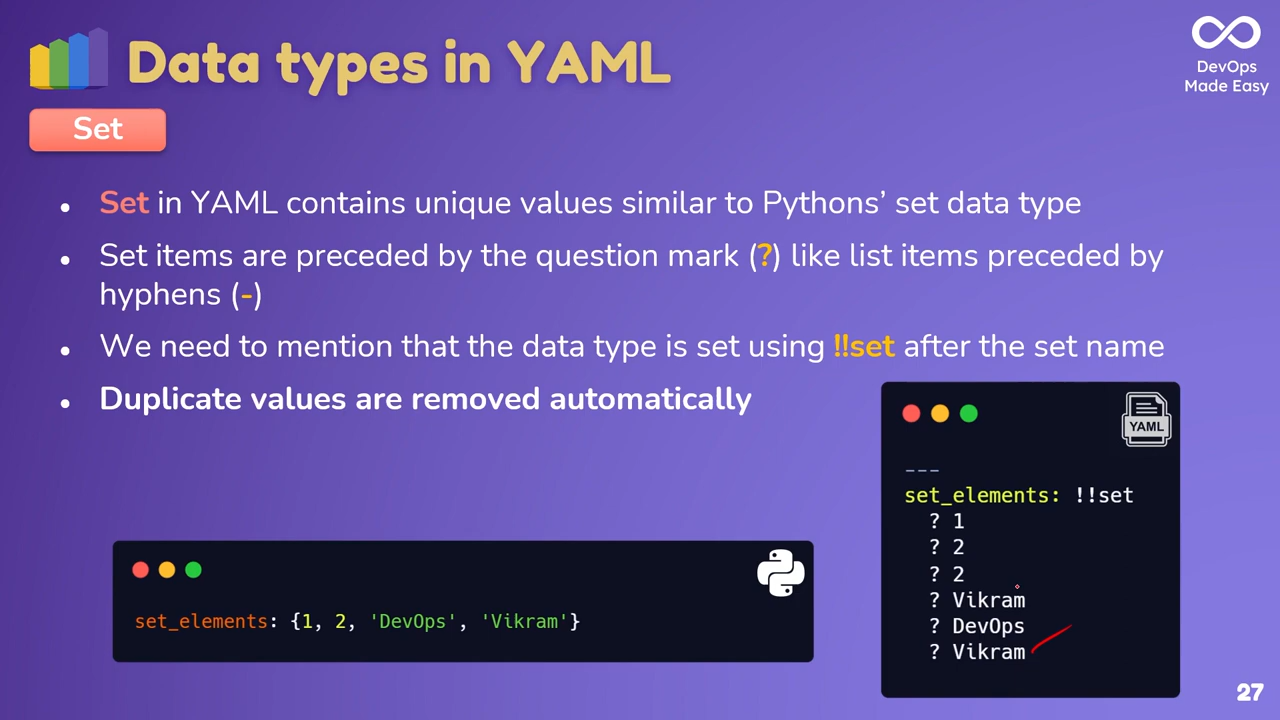 Data types in YAML
DevOps
Made Easy
Set
• Set in YAML contains unique values similar to Pythons’ set data type
• Set items are preceded by the question mark (?) like list items preceded by
hyphens (-)
• We need to mention that the data type is set using !!set after the set name
• Duplicate values are removed automatically
set_elements: {1, 2, 'DevOps', 'Vikram'}
YAML
---
set_elements: !!set
? 1
? 2
? 2
? Vikram
? DevOps
? Vikram
27